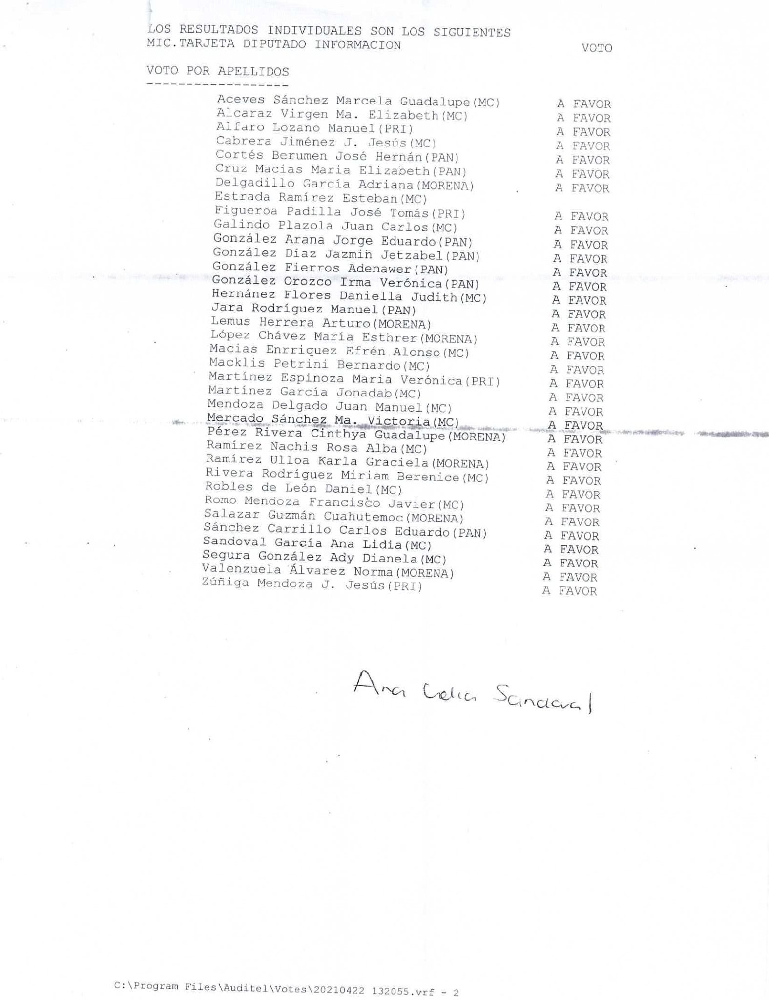 LOS RESULTADOS INDIVIDUALES SON LOS SIGUIENTES
MIC.TARJETA DIPUTADO INFORMACION VOTO
VOTO POR APELLIDOS
------------------
Aceves Sánchez Marcela Guadalupe(MC) A FAVOR
Alcaraz Virgen Ma. Elizabeth(MC) A FAVOR
Alfaro Lozano Manuel(PRI) A FAVOR
Cabrera Jiménez J. Jesús(MC) A FAVOR
Cortés Berumen José Hernán(PAN) A FAVOR
Cruz Macias Maria Elizabeth(PAN) A FAVOR
Delgadillo García Adriana(MORENA) A FAVOR
Estrada Ramírez Esteban(MC)
Figueroa Padilla José Tomás(PRI) A FAVOR
Galindo Plazola Juan Carlos(MC) A FAVOR
González Arana Jorge Eduardo(PAN) A FAVOR
González Díaz Jazmin Jetzabel(PAN) A FAVOR
González Fierros Adenawer(PAN) A FAVOR
González Orozco Irma Verónica(PAN) A FAVOR
Hernánez Flores Daniella Judith(MC) A FAVOR
Jara Rodríguez Manuel(PAN) A FAVOR
Lemus Herrera Arturo(MORENA) A FAVOR
López Chávez María Esthrer(MORENA) A FAVOR
Macias Enrriquez Efrén Alonso(MC) A FAVOR
Macklis Petrini Bernardo(MC) A FAVOR
Martínez Espinoza Maria Verónica(PRI) A FAVOR
Martínez García Jonadab(MC) A FAVOR
Mendoza Delgado Juan Manuel(MC) A FAVOR
Mercado Sánchez Ma. Victoria(MC) A FAVOR
Pérez Rivera Cinthya Guadalupe(MORENA) A FAVOR
Ramírez Nachis Rosa Alba(MC) A FAVOR
Ramírez Ulloa Karla Graciela(MORENA) A FAVOR
Rivera Rodríguez Miriam Berenice(MC) A FAVOR
Robles de León Daniel(MC) A FAVOR
Romo Mendoza Francisco Javier(MC) A FAVOR
Salazar Guzmán Cuahutemoc(MORENA) A FAVOR
Sánchez Carrillo Carlos Eduardo(PAN) A FAVOR
Sandoval García Ana Lidia(MC) A FAVOR
Segura González Ady Dianela(MC) A FAVOR
Valenzuela Álvarez Norma(MORENA) A FAVOR
Zúñiga Mendoza J. Jesús(PRI) A FAVOR
Ana Lidia Sandoval
C:\Program Files\Auditel\Votes\20210422 132055.vrf - 2